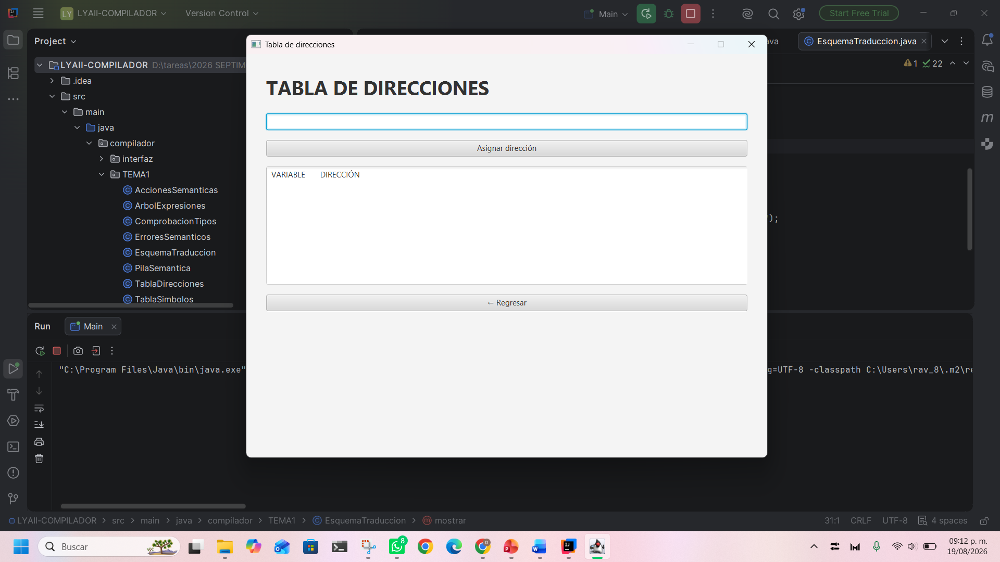 LY LYAII-COMPILADOR Version Control
Main
Start Free Trial
Project
Tabla de direcciones
EsquemaTraduccion.java
LYAII-COMPILADOR D:\tareas\2026 SEPTIM
1 22
.idea
src
main
java
compilador
interfaz
TEMA1
AccionesSemanticas
ArbolExpresiones
ComprobacionTipos
ErroresSemanticos
EsquemaTraduccion
PilaSemantica
TablaDirecciones
TablaSimbolos
TABLA DE DIRECCIONES
Asignar dirección
VARIABLE DIRECCIÓN
);
← Regresar
Run Main
"C:\Program Files\Java\bin\java.exe" g=UTF-8 -classpath C:\Users\rav_8\.m2\re
LYAII-COMPILADOR > src > main > java > compilador > TEMA1 > EsquemaTraduccion > mostrar
31:1 CRLF UTF-8 4 spaces
Buscar
8
09:12 p. m.
19/08/2026